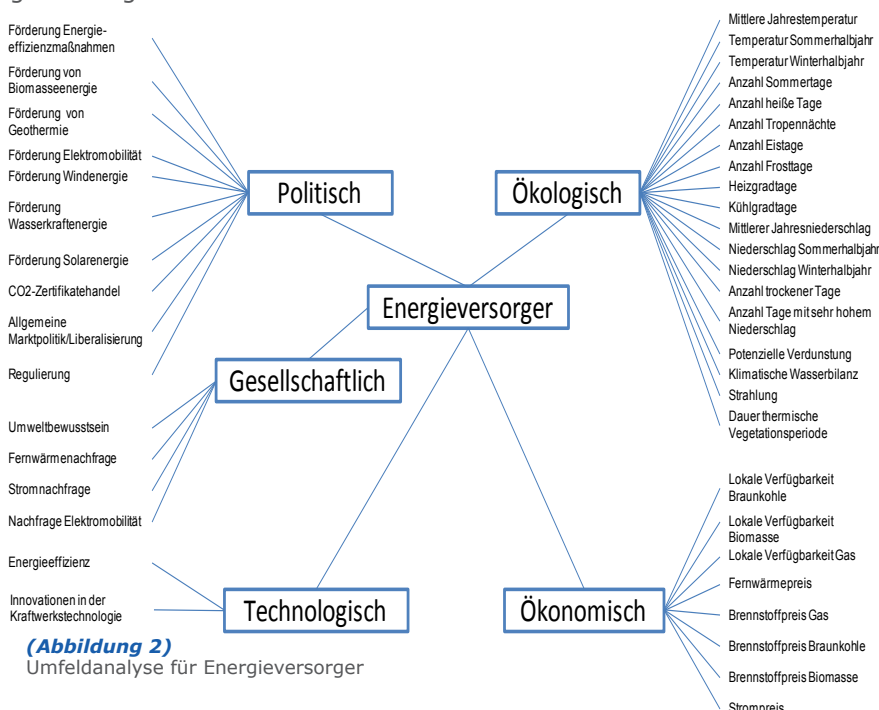 Förderung Energie-
effizienzmaßnahmen
Förderung von
Biomasseenergie
Förderung von
Geothermie
Förderung Elektromobilität
Förderung Windenergie
Förderung
Wasserkraftenergie
Förderung Solarenergie
CO2-Zertifikatehandel
Allgemeine
Marktpolitik/Liberalisierung
Regulierung
Politisch
Umweltbewusstsein
Fernwärmenachfrage
Stromnachfrage
Nachfrage Elektromobilität
Gesellschaftlich
Energieeffizienz
Innovationen in der
Kraftwerkstechnologie
Technologisch
Energieversorger
Ökologisch
Mittlere Jahrestemperatur
Temperatur Sommerhalbjahr
Temperatur Winterhalbjahr
Anzahl Sommertage
Anzahl heiße Tage
Anzahl Tropennächte
Anzahl Eistage
Anzahl Frosttage
Heizgradtage
Kühlgradtage
Mittlerer Jahresniederschlag
Niederschlag Sommerhalbjahr
Niederschlag Winterhalbjahr
Anzahl trockener Tage
Anzahl Tage mit sehr hohem
Niederschlag
Potenzielle Verdunstung
Klimatische Wasserbilanz
Strahlung
Dauer thermische
Vegetationsperiode
Ökonomisch
Lokale Verfügbarkeit
Braunkohle
Lokale Verfügbarkeit
Biomasse
Lokale Verfügbarkeit Gas
Fernwärmepreis
Brennstoffpreis Gas
Brennstoffpreis Braunkohle
Brennstoffpreis Biomasse
Strompreis
(Abbildung 2)
Umfeldanalyse für Energieversorger